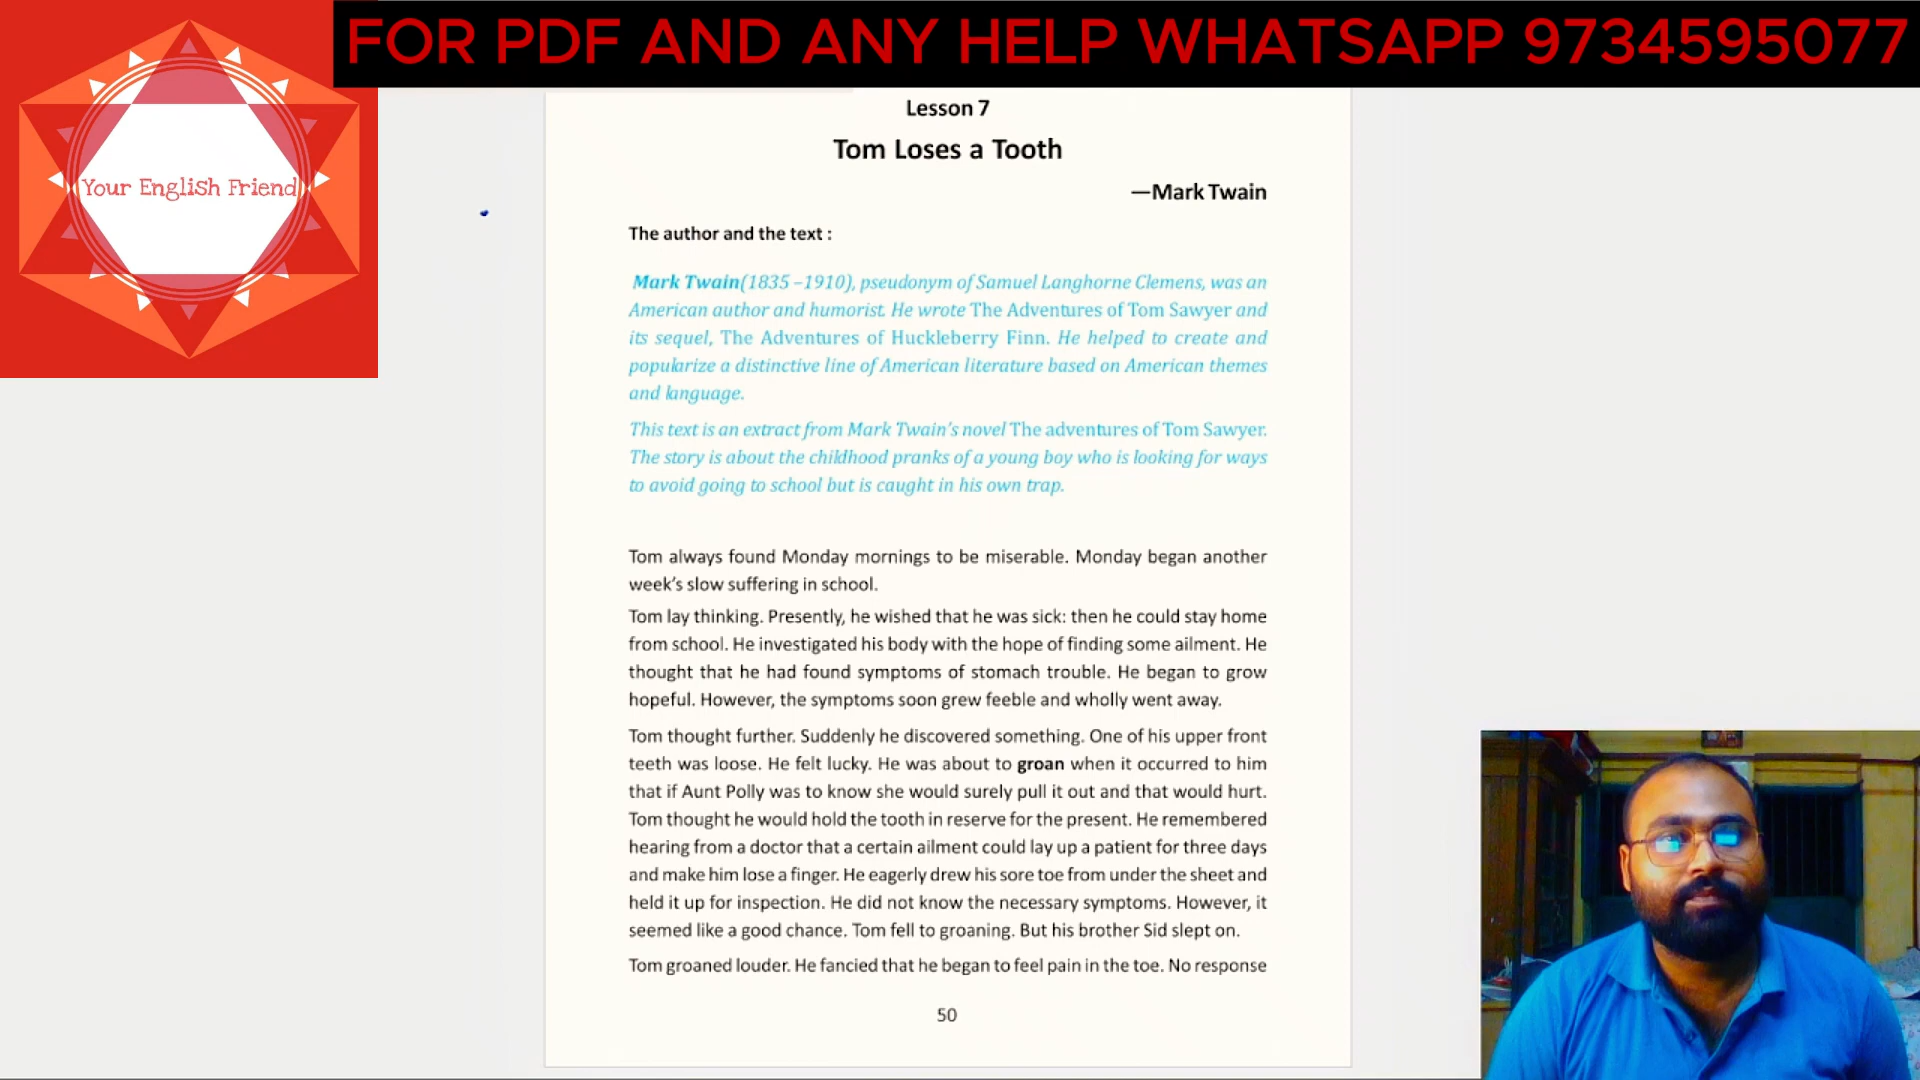 FOR PDF AND ANY HELP WHATSAPP 9734595077
Your English Friend
Lesson 7
Tom Loses a Tooth
—Mark Twain
The author and the text :
Mark Twain(1835 –1910), pseudonym of Samuel Langhorne Clemens, was an
American author and humorist. He wrote The Adventures of Tom Sawyer and
its sequel, The Adventures of Huckleberry Finn. He helped to create and
popularize a distinctive line of American literature based on American themes
and language.
This text is an extract from Mark Twain's novel The adventures of Tom Sawyer.
The story is about the childhood pranks of a young boy who is looking for ways
to avoid going to school but is caught in his own trap.
Tom always found Monday mornings to be miserable. Monday began another
week's slow suffering in school.
Tom lay thinking. Presently, he wished that he was sick: then he could stay home
from school. He investigated his body with the hope of finding some ailment. He
thought that he had found symptoms of stomach trouble. He began to grow
hopeful. However, the symptoms soon grew feeble and wholly went away.
Tom thought further. Suddenly he discovered something. One of his upper front
teeth was loose. He felt lucky. He was about to groan when it occurred to him
that if Aunt Polly was to know she would surely pull it out and that would hurt.
Tom thought he would hold the tooth in reserve for the present. He remembered
hearing from a doctor that a certain ailment could lay up a patient for three days
and make him lose a finger. He eagerly drew his sore toe from under the sheet and
held it up for inspection. He did not know the necessary symptoms. However, it
seemed like a good chance. Tom fell to groaning. But his brother Sid slept on.
Tom groaned louder. He fancied that he began to feel pain in the toe. No response
50